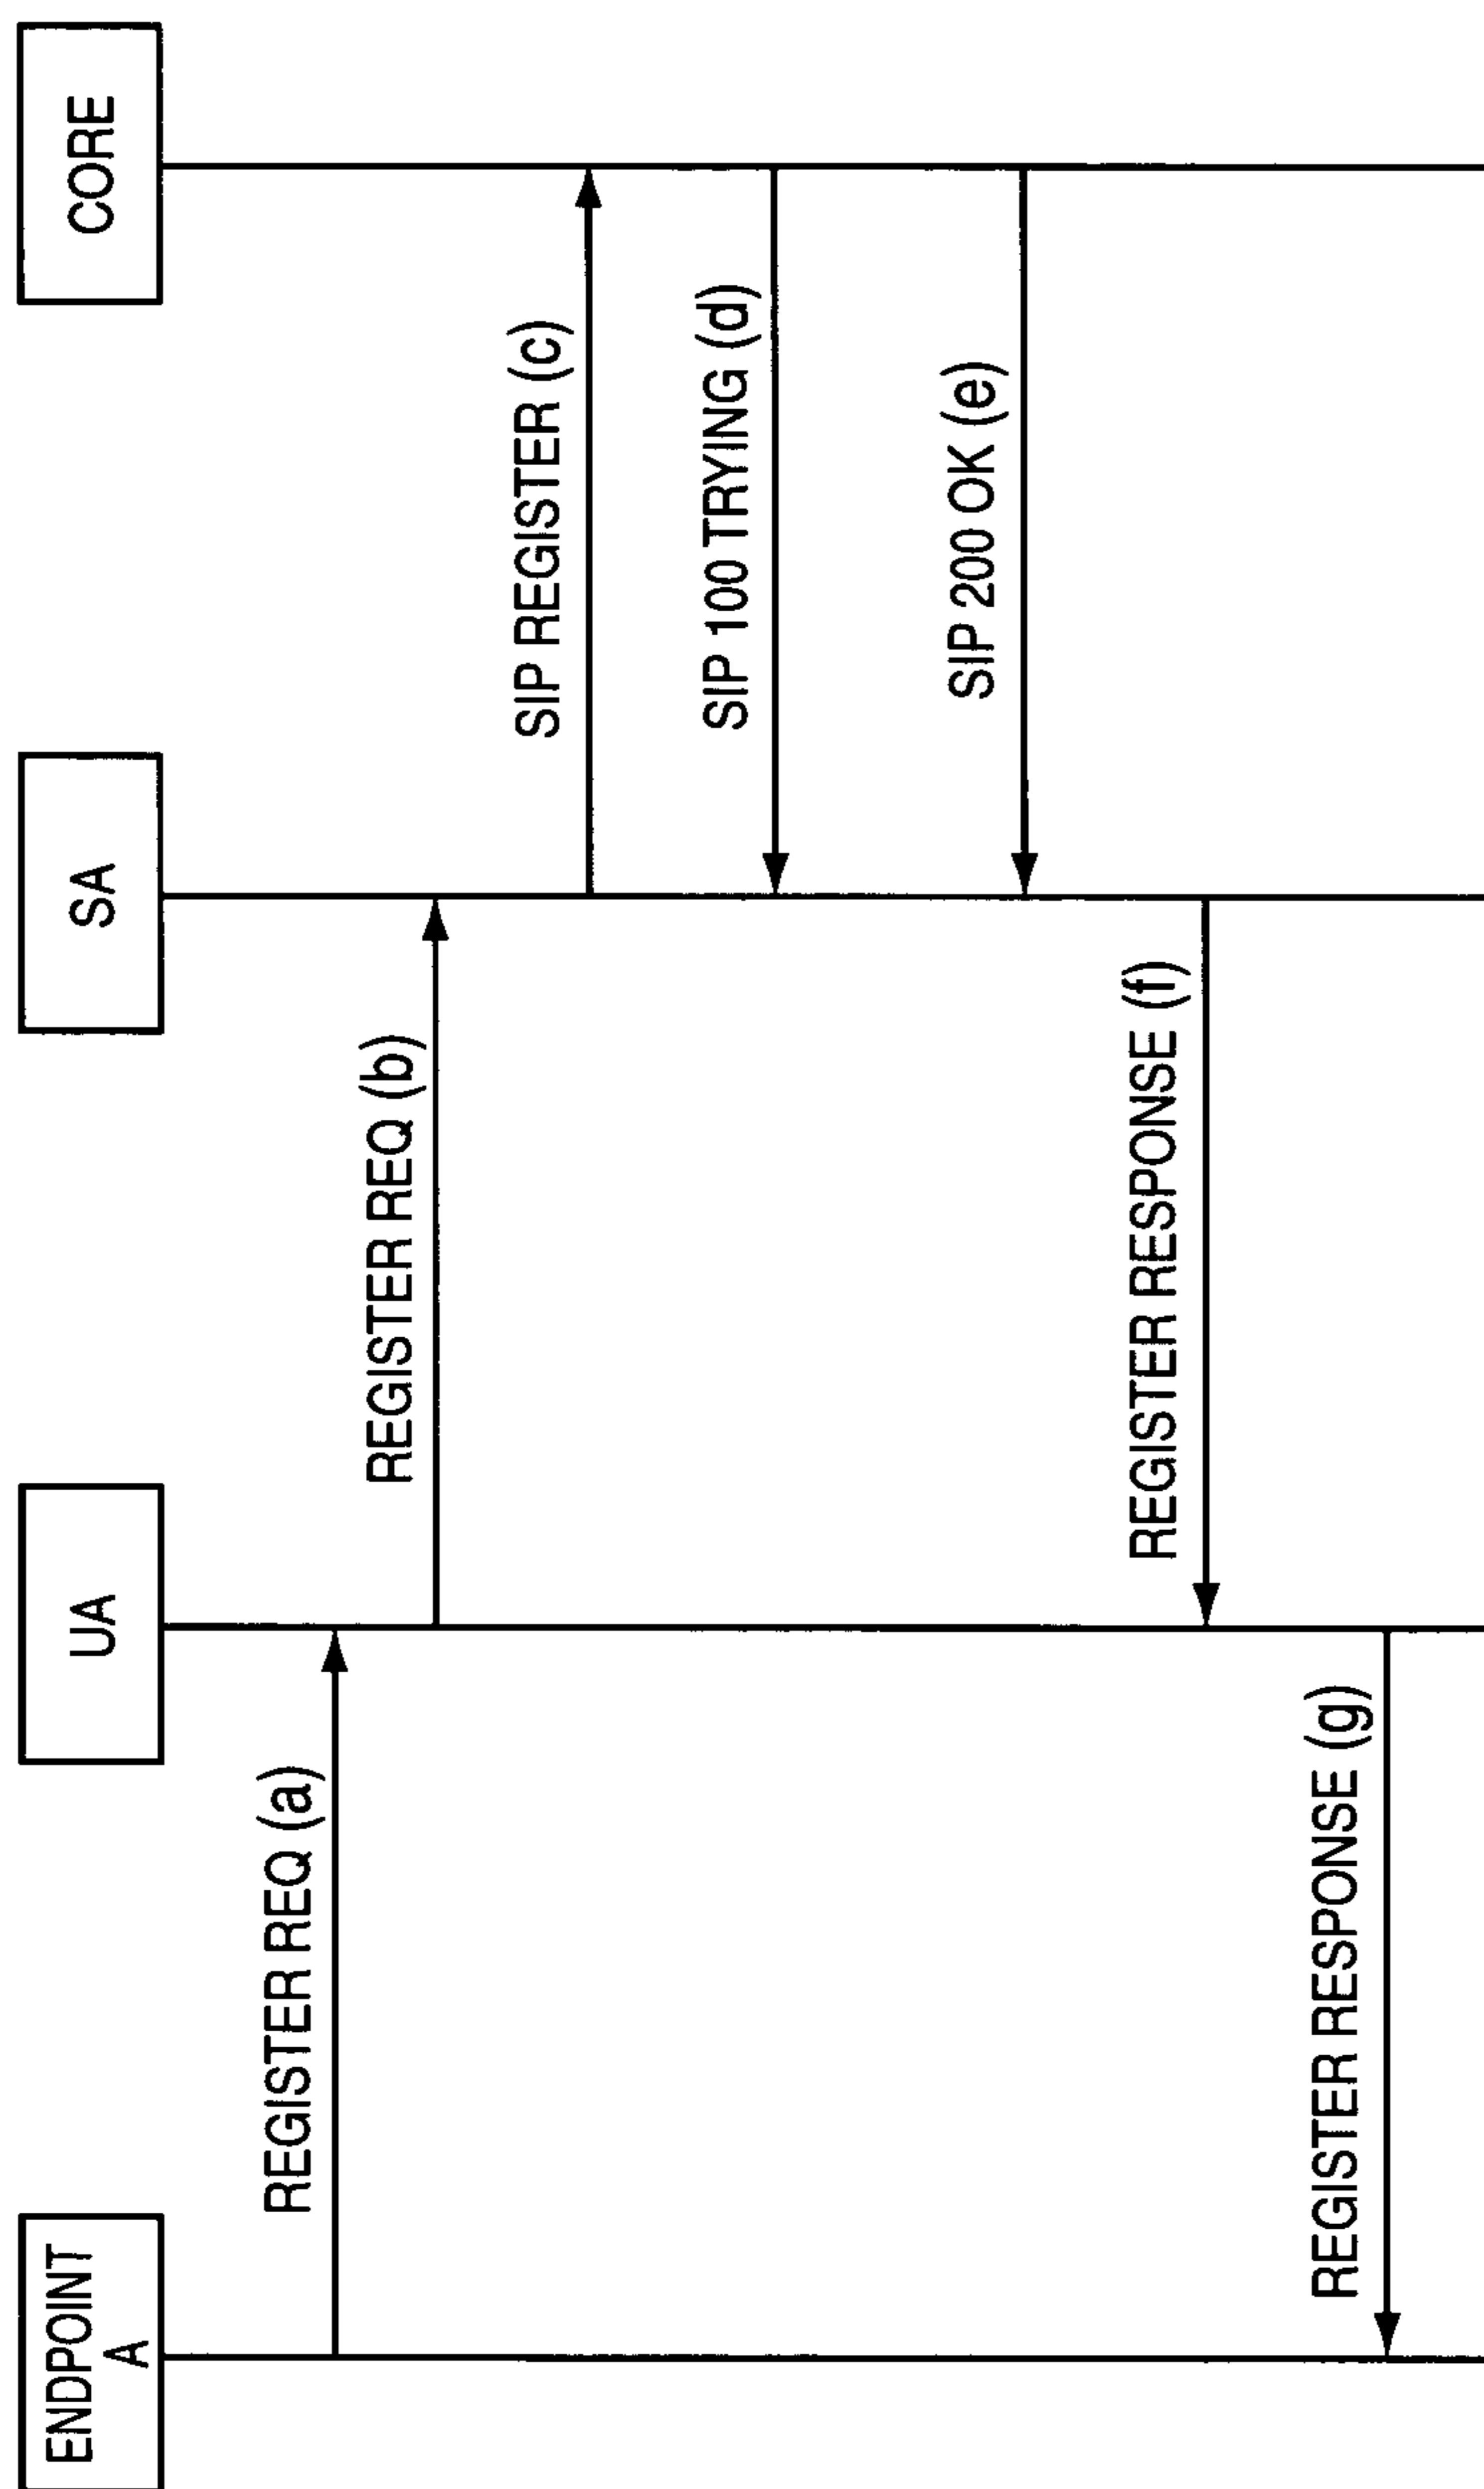 ENDPOINT
A
UA
SA
CORE
REGISTER REQ (a)
REGISTER REQ (b)
SIP REGISTER (c)
SIP 100 TRYING (d)
SIP 200 OK (e)
REGISTER RESPONSE (f)
REGISTER RESPONSE (g)